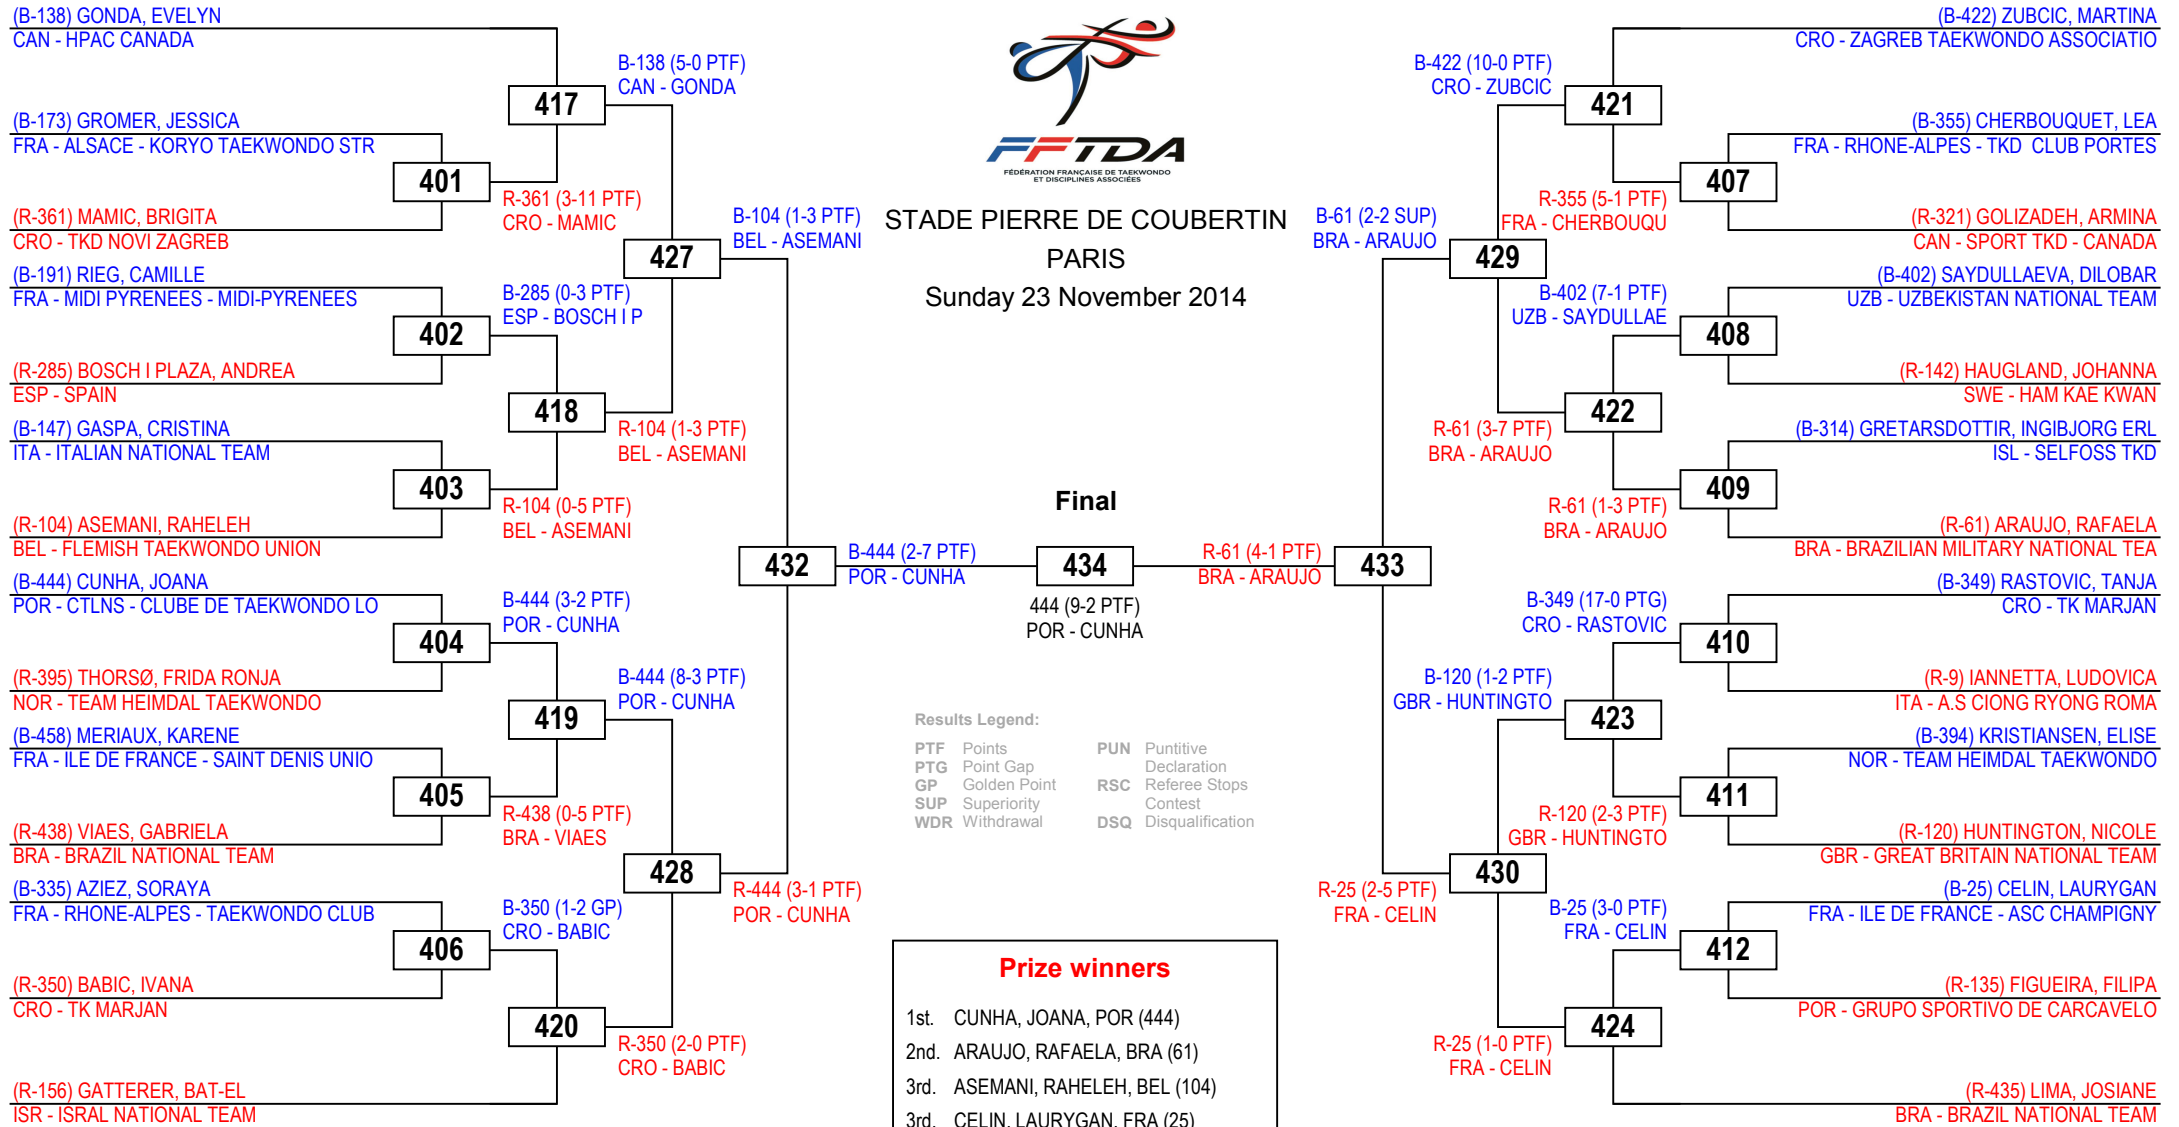 (B-138) GONDA, EVELYN
CAN - HPAC CANADA
(B-173) GROMER, JESSICA
FRA - ALSACE - KORYO TAEKWONDO STR
(R-361) MAMIC, BRIGITA
CRO - TKD NOVI ZAGREB
(B-191) RIEG, CAMILLE
FRA - MIDI PYRENEES - MIDI-PYRENEES
(R-285) BOSCH I PLAZA, ANDREA
ESP - SPAIN
(B-147) GASPA, CRISTINA
ITA - ITALIAN NATIONAL TEAM
(R-104) ASEMANI, RAHELEH
BEL - FLEMISH TAEKWONDO UNION
(B-444) CUNHA, JOANA
POR - CTLNS - CLUBE DE TAEKWONDO LO
(R-395) THORSØ, FRIDA RONJA
NOR - TEAM HEIMDAL TAEKWONDO
(B-458) MERIAUX, KARENE
FRA - ILE DE FRANCE - SAINT DENIS UNIO
(R-438) VIAES, GABRIELA
BRA - BRAZIL NATIONAL TEAM
(B-335) AZIEZ, SORAYA
FRA - RHONE-ALPES - TAEKWONDO CLUB
(R-350) BABIC, IVANA
CRO - TK MARJAN
(R-156) GATTERER, BAT-EL
ISR - ISRAL NATIONAL TEAM
401
402
403
404
405
406
R-361 (3-11 PTF)
CRO - MAMIC
B-285 (0-3 PTF)
ESP - BOSCH I P
R-104 (0-5 PTF)
BEL - ASEMANI
B-444 (3-2 PTF)
POR - CUNHA
R-438 (0-5 PTF)
BRA - VIAES
B-350 (1-2 GP)
CRO - BABIC
417
418
419
420
B-138 (5-0 PTF)
CAN - GONDA
R-104 (1-3 PTF)
BEL - ASEMANI
B-444 (8-3 PTF)
POR - CUNHA
R-350 (2-0 PTF)
CRO - BABIC
427
428
B-104 (1-3 PTF)
BEL - ASEMANI
R-444 (3-1 PTF)
POR - CUNHA
432
B-444 (2-7 PTF)
POR - CUNHA
FFTDA
FÉDÉRATION FRANÇAISE DE TAEKWONDO
ET DISCIPLINES ASSOCIÉES
STADE PIERRE DE COUBERTIN
PARIS
Sunday 23 November 2014
Final
434
444 (9-2 PTF)
POR - CUNHA
Results Legend:
PTF Points
PTG Point Gap
GP Golden Point
SUP Superiority
WDR Withdrawal
PUN Puntitive
Declaration
RSC Referee Stops
Contest
DSQ Disqualification
Prize winners
1st. CUNHA, JOANA, POR (444)
2nd. ARAUJO, RAFAELA, BRA (61)
3rd. ASEMANI, RAHELEH, BEL (104)
3rd. CELIN, LAURYGAN, FRA (25)
R-61 (4-1 PTF)
BRA - ARAUJO
433
B-61 (2-2 SUP)
BRA - ARAUJO
R-25 (2-5 PTF)
FRA - CELIN
429
430
B-422 (10-0 PTF)
CRO - ZUBCIC
R-61 (3-7 PTF)
BRA - ARAUJO
B-120 (1-2 PTF)
GBR - HUNTINGTO
R-25 (1-0 PTF)
FRA - CELIN
421
422
423
424
R-355 (5-1 PTF)
FRA - CHERBOUQU
B-402 (7-1 PTF)
UZB - SAYDULLAE
R-61 (1-3 PTF)
BRA - ARAUJO
B-349 (17-0 PTG)
CRO - RASTOVIC
R-120 (2-3 PTF)
GBR - HUNTINGTO
B-25 (3-0 PTF)
FRA - CELIN
407
408
409
410
411
412
(B-422) ZUBCIC, MARTINA
CRO - ZAGREB TAEKWONDO ASSOCIATIO
(B-355) CHERBOUQUET, LEA
FRA - RHONE-ALPES - TKD CLUB PORTES
(R-321) GOLIZADEH, ARMINA
CAN - SPORT TKD - CANADA
(B-402) SAYDULLAEVA, DILOBAR
UZB - UZBEKISTAN NATIONAL TEAM
(R-142) HAUGLAND, JOHANNA
SWE - HAM KAE KWAN
(B-314) GRETARSDOTTIR, INGIBJORG ERL
ISL - SELFOSS TKD
(R-61) ARAUJO, RAFAELA
BRA - BRAZILIAN MILITARY NATIONAL TEA
(B-349) RASTOVIC, TANJA
CRO - TK MARJAN
(R-9) IANNETTA, LUDOVICA
ITA - A.S CIONG RYONG ROMA
(B-394) KRISTIANSEN, ELISE
NOR - TEAM HEIMDAL TAEKWONDO
(R-120) HUNTINGTON, NICOLE
GBR - GREAT BRITAIN NATIONAL TEAM
(B-25) CELIN, LAURYGAN
FRA - ILE DE FRANCE - ASC CHAMPIGNY
(R-135) FIGUEIRA, FILIPA
POR - GRUPO SPORTIVO DE CARCAVELO
(R-435) LIMA, JOSIANE
BRA - BRAZIL NATIONAL TEAM